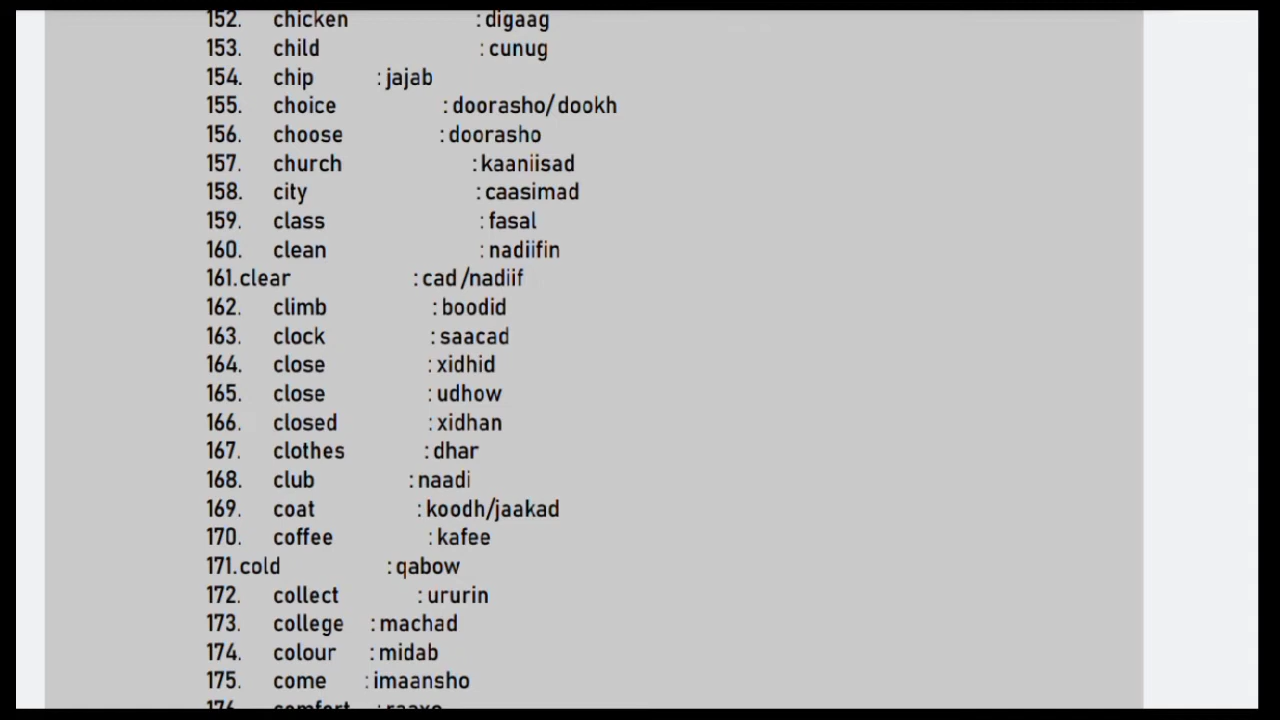 152. chicken :digaag
153. child :cunug
154. chip :jajab
155. choice :doorasho/dookh
156. choose :doorasho
157. church :kaaniisad
158. city :caasimad
159. class :fasal
160. clean :nadiifin
161.clear :cad/nadiif
162. climb :boodid
163. clock :saacad
164. close :xidhid
165. close :udhow
166. closed :xidhan
167. clothes :dhar
168. club :naadi
169. coat :koodh/jaakad
170. coffee :kafee
171.cold :qabow
172. collect :ururin
173. college :machad
174. colour :midab
175. come :imaansho
176. comfort :raaxo